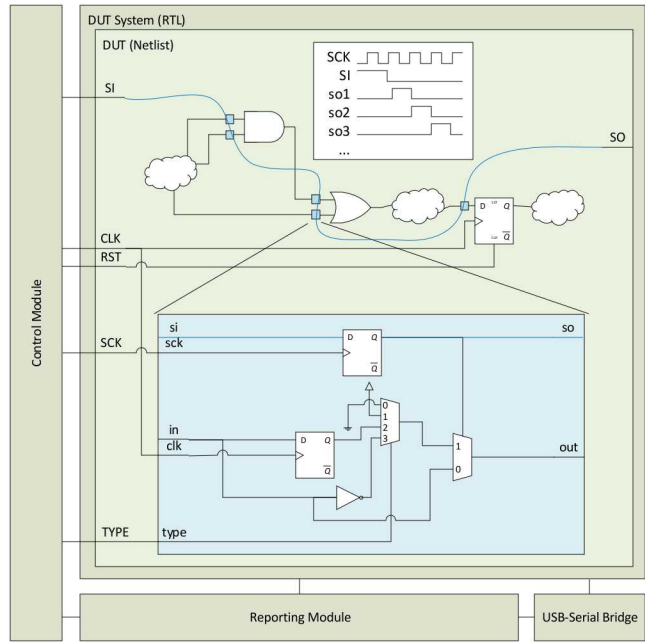 DUT System (RTL)
DUT (Netlist)
SCK
SI
so1
so2
so3
...
SI
SO
D Q
Q
CLK
RST
Control Module
si
so
SCK
sck
D Q
Q
0
1
2
3
in
clk
D Q
Q
1
0
out
TYPE
type
Reporting Module
USB-Serial Bridge